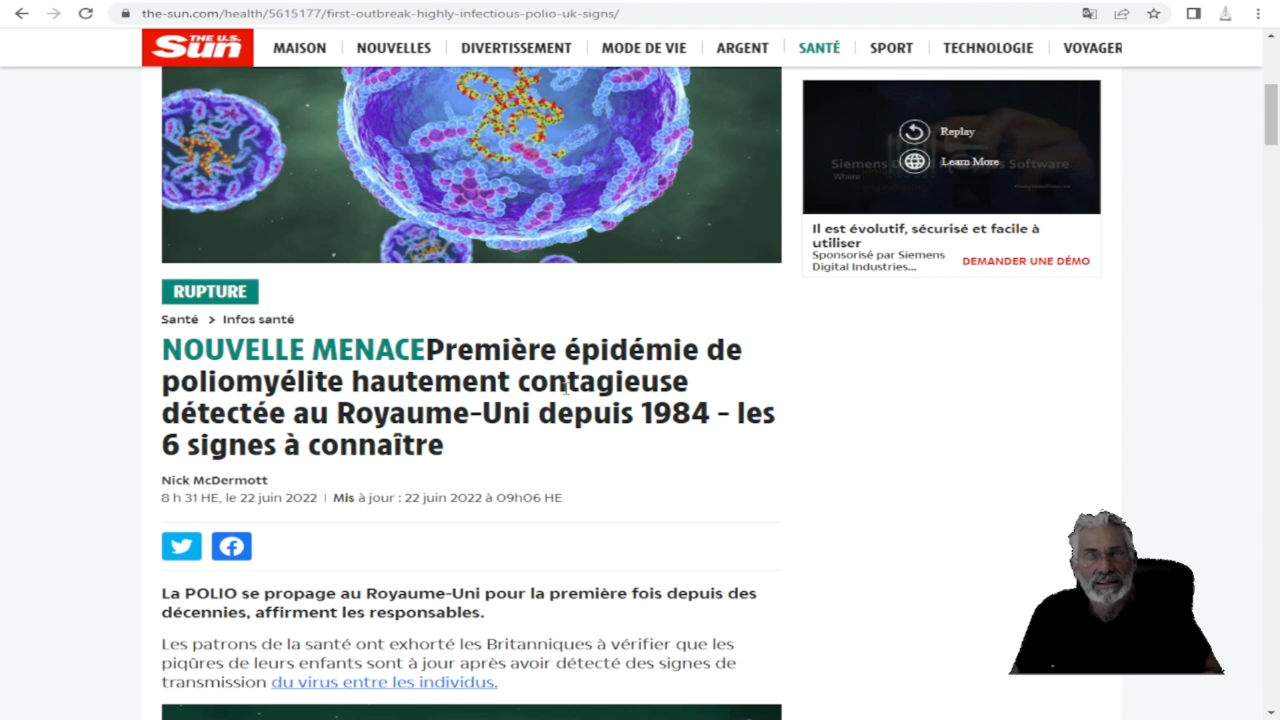 the-sun.com/health/5615177/first-outbreak-highly-infectious-polio-uk-signs/
THE U.S. Sun
MAISON NOUVELLES DIVERTISSEMENT MODE DE VIE ARGENT SANTÉ SPORT TECHNOLOGIE VOYAGER
Replay
Learn More
Siemens Software
Where
Il est évolutif, sécurisé et facile à
utiliser
Sponsorisé par Siemens
Digital Industries...
DEMANDER UNE DÉMO
RUPTURE
Santé > Infos santé
NOUVELLE MENACEPremière épidémie de
poliomyélite hautement contagieuse
détectée au Royaume-Uni depuis 1984 - les
6 signes à connaître
Nick McDermott
8 h 31 HE, le 22 juin 2022 | Mis à jour : 22 juin 2022 à 09h06 HE
La POLIO se propage au Royaume-Uni pour la première fois depuis des
décennies, affirment les responsables.
Les patrons de la santé ont exhorté les Britanniques à vérifier que les
piqûres de leurs enfants sont à jour après avoir détecté des signes de
transmission du virus entre les individus.